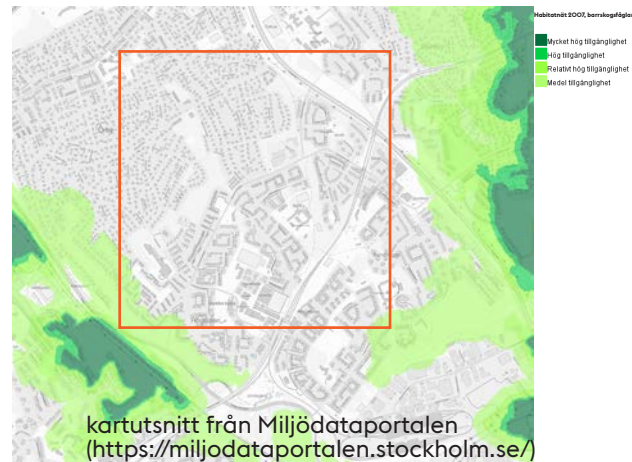 Habitatnät 2007, barrskogsfåglar
Mycket hög tillgänglighet
Hög tillgänglighet
Relativt hög tillgänglighet
Medel tillgänglighet
kartutsnitt från Miljödataportalen
(https://miljodataportalen.stockholm.se/)